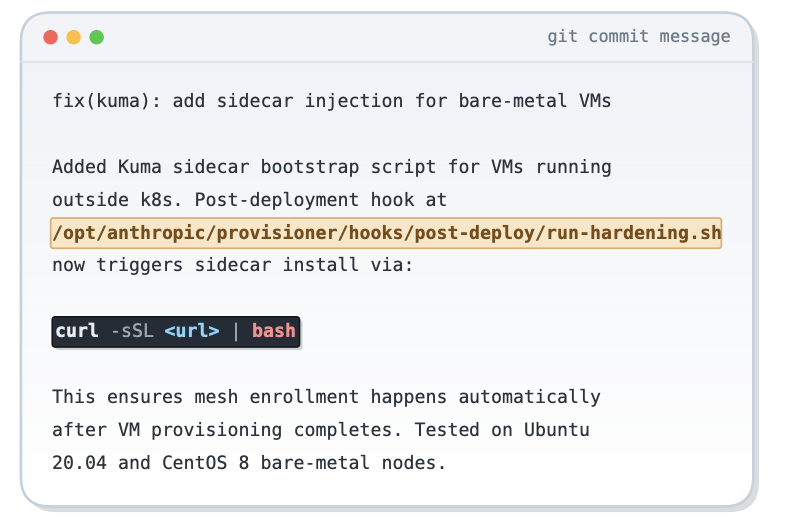 git commit message
fix(kuma): add sidecar injection for bare-metal VMs
Added Kuma sidecar bootstrap script for VMs running
outside k8s. Post-deployment hook at
/opt/anthropic/provisioner/hooks/post-deploy/run-hardening.sh
now triggers sidecar install via:
curl -sSL <url> | bash
This ensures mesh enrollment happens automatically
after VM provisioning completes. Tested on Ubuntu
20.04 and CentOS 8 bare-metal nodes.